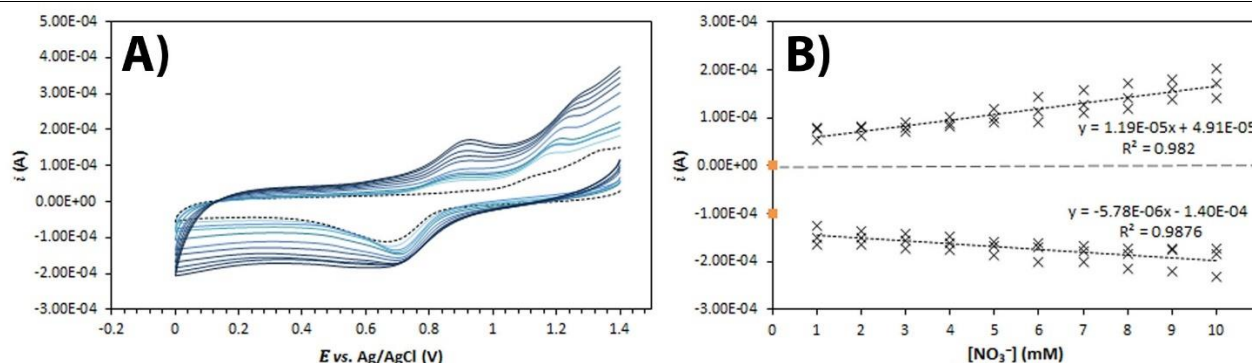 A)
5.00E-04
4.00E-04
3.00E-04
2.00E-04
1.00E-04
0.00E+00
-1.00E-04
-2.00E-04
-3.00E-04
i (A)
-0.2 0 0.2 0.4 0.6 0.8 1 1.2 1.4
E vs. Ag/AgCl (V)
B)
3.00E-04
2.00E-04
1.00E-04
0.00E+00
-1.00E-04
-2.00E-04
-3.00E-04
i (A)
y = 1.19E-05x + 4.91E-05
R² = 0.982
y = -5.78E-06x - 1.40E-04
R² = 0.9876
0 1 2 3 4 5 6 7 8 9 10
[NO₃⁻] (mM)